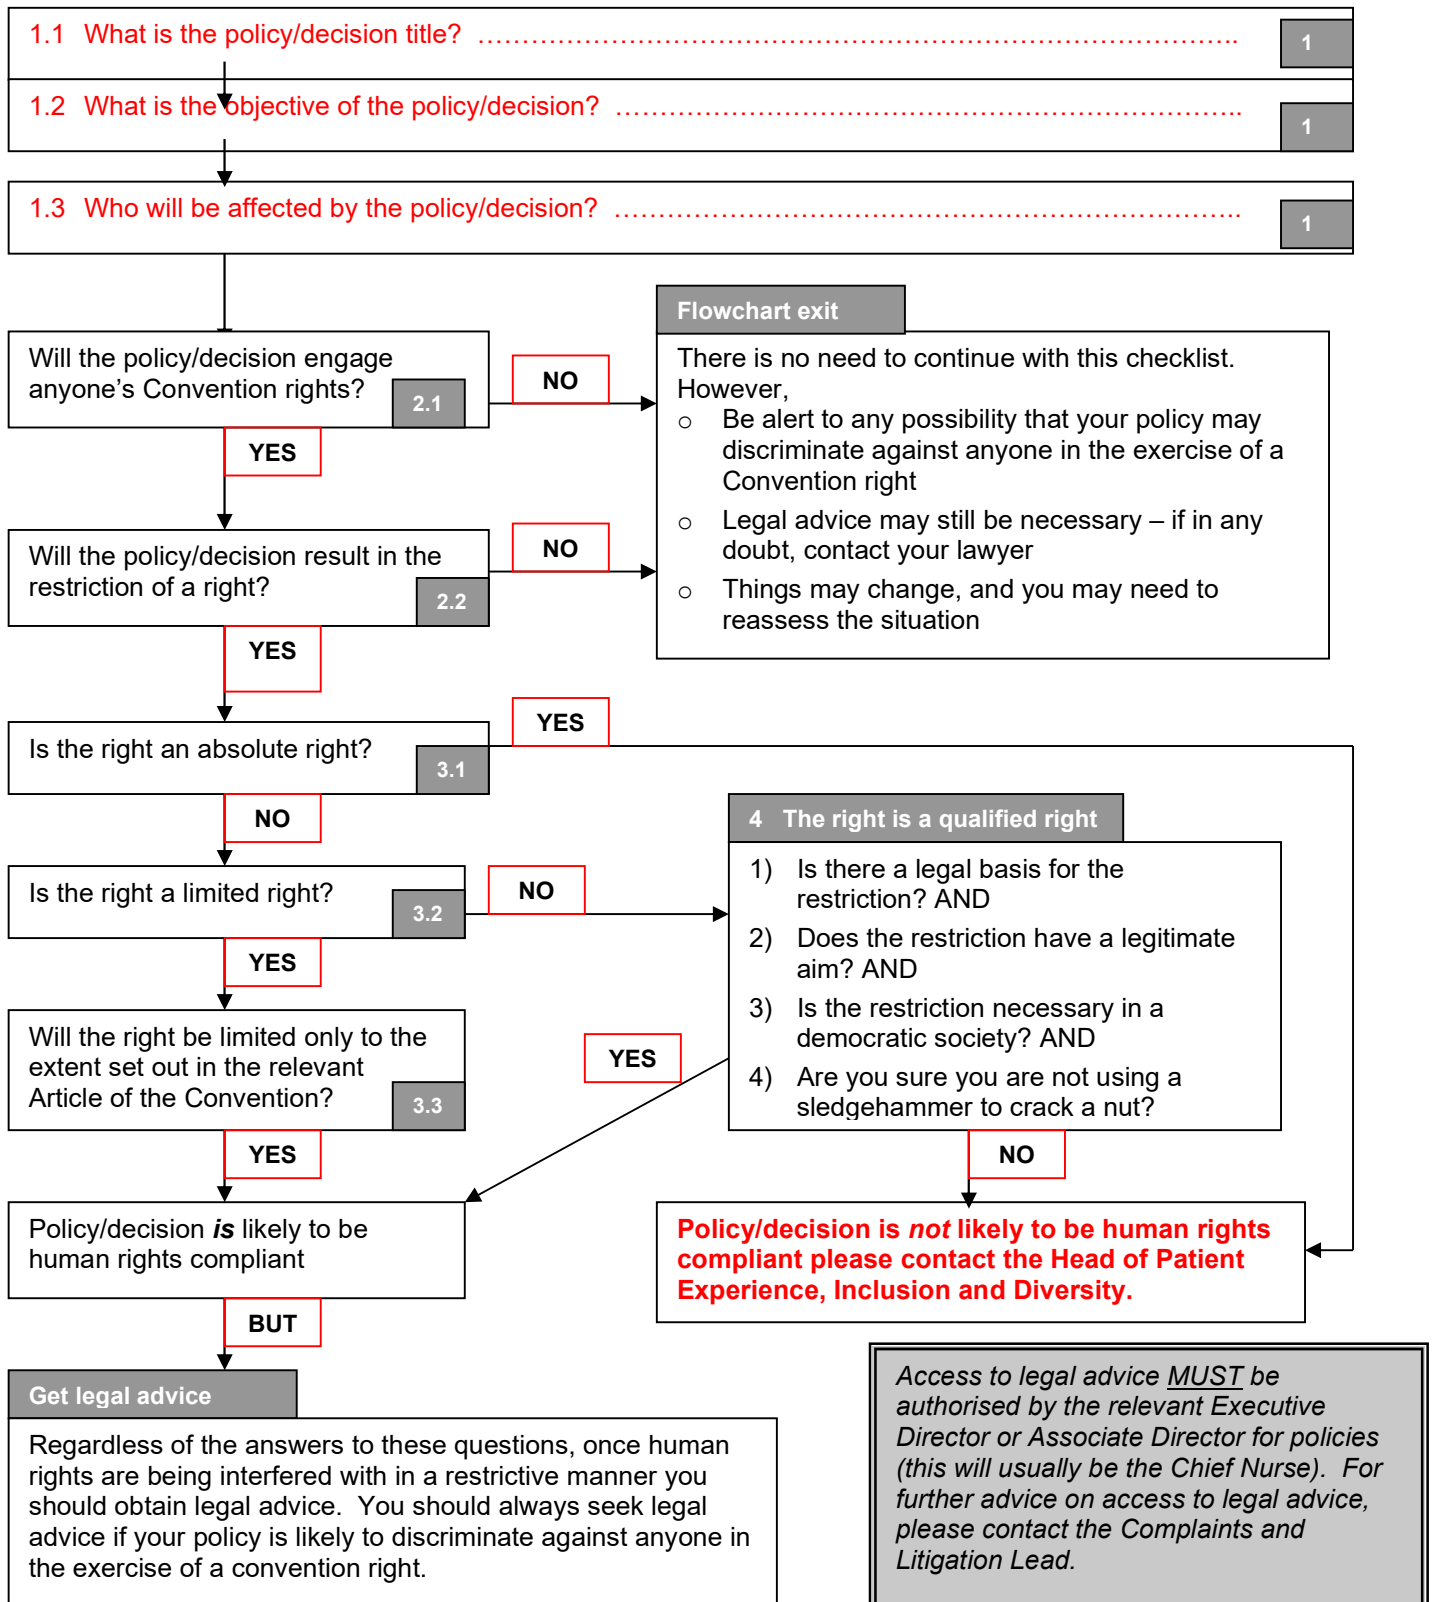 1.1 What is the policy/decision title? …………………………………………………………………………..
1
1.2 What is the objective of the policy/decision? ……………………………………………………………..
1
1.3 Who will be affected by the policy/decision? ……………………………………………………………..
1
Will the policy/decision engage
anyone’s Convention rights?
2.1
NO
YES
Flowchart exit
There is no need to continue with this checklist.
However,
o Be alert to any possibility that your policy may
discriminate against anyone in the exercise of a
Convention right
o Legal advice may still be necessary – if in any
doubt, contact your lawyer
o Things may change, and you may need to
reassess the situation
Will the policy/decision result in the
restriction of a right?
2.2
NO
YES
Is the right an absolute right?
3.1
YES
NO
Is the right a limited right?
3.2
NO
YES
4 The right is a qualified right
1) Is there a legal basis for the
restriction? AND
2) Does the restriction have a legitimate
aim? AND
3) Is the restriction necessary in a
democratic society? AND
4) Are you sure you are not using a
sledgehammer to crack a nut?
YES
NO
Will the right be limited only to the
extent set out in the relevant
Article of the Convention?
3.3
YES
Policy/decision is likely to be
human rights compliant
BUT
Policy/decision is not likely to be human rights
compliant please contact the Head of Patient
Experience, Inclusion and Diversity.
Get legal advice
Regardless of the answers to these questions, once human
rights are being interfered with in a restrictive manner you
should obtain legal advice. You should always seek legal
advice if your policy is likely to discriminate against anyone in
the exercise of a convention right.
Access to legal advice MUST be
authorised by the relevant Executive
Director or Associate Director for policies
(this will usually be the Chief Nurse). For
further advice on access to legal advice,
please contact the Complaints and
Litigation Lead.